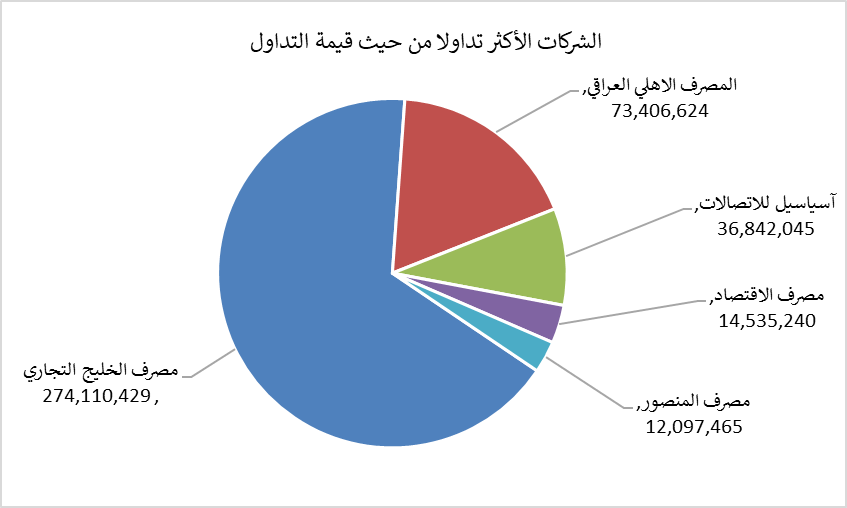 الشركات الأكثر تداولا من حيث قيمة التداول
المصرف الاهلي العراقي,
73,406,624
آسياسيل للاتصالات,
36,842,045
مصرف الاقتصاد,
14,535,240
مصرف المنصور,
12,097,465
مصرف الخليج التجاري
274,110,429 ,